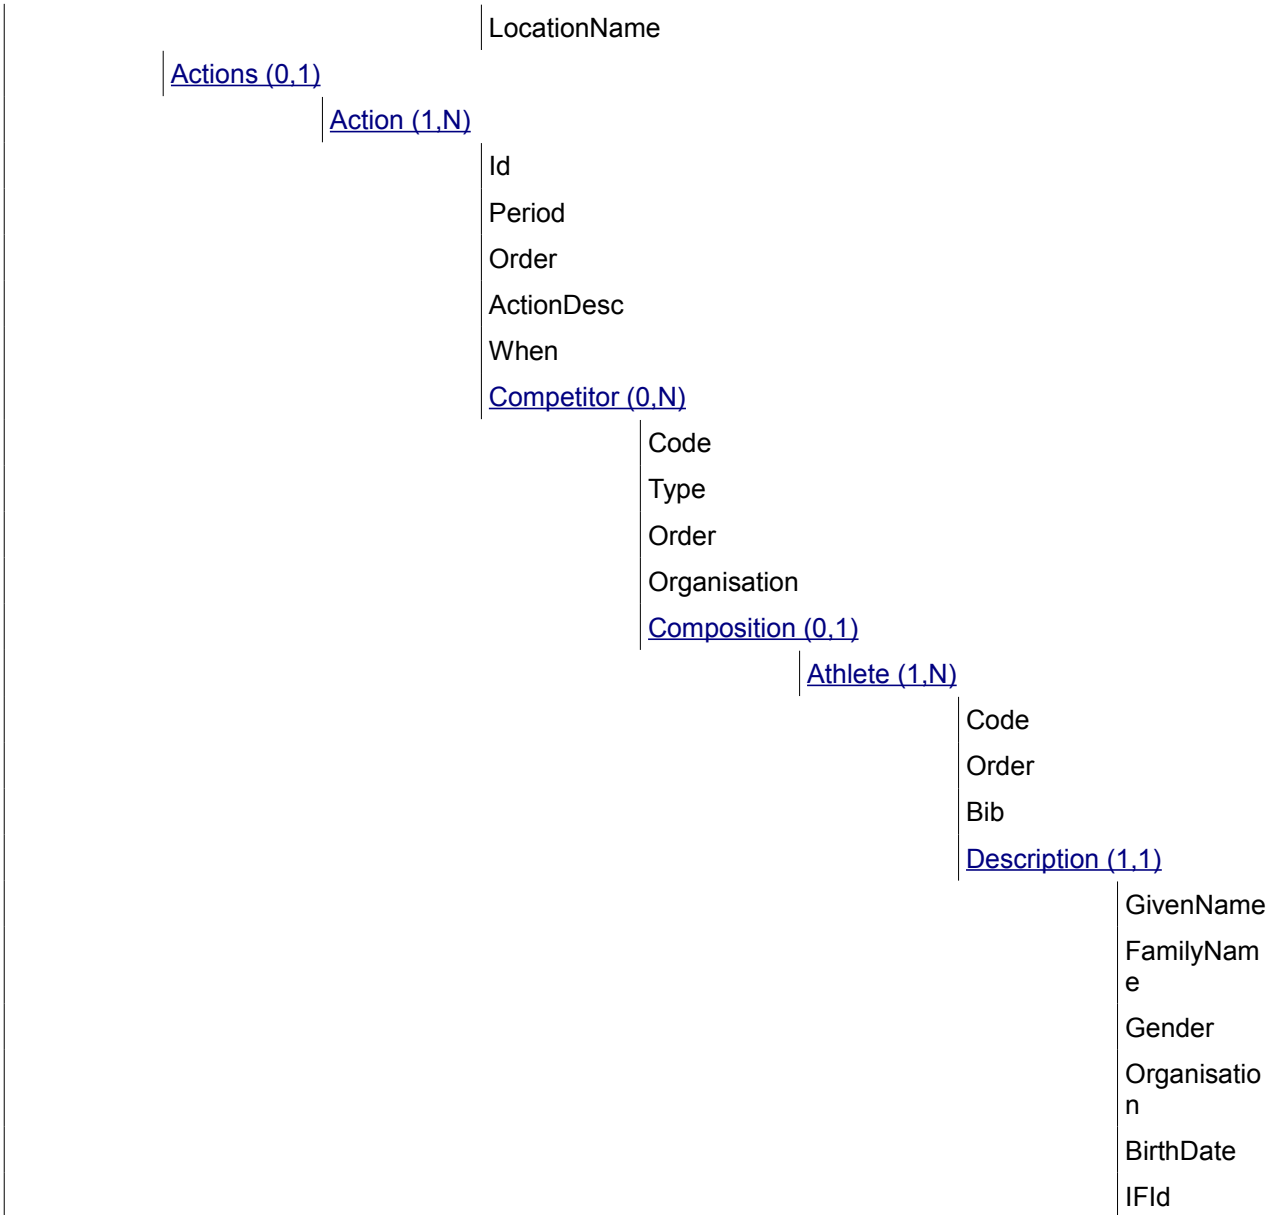 LocationName
Actions (0,1)
Action (1,N)
Id
Period
Order
ActionDesc
When
Competitor (0,N)
Code
Type
Order
Organisation
Composition (0,1)
Athlete (1,N)
Code
Order
Bib
Description (1,1)
GivenName
FamilyNam
e
Gender
Organisatio
n
BirthDate
IFId